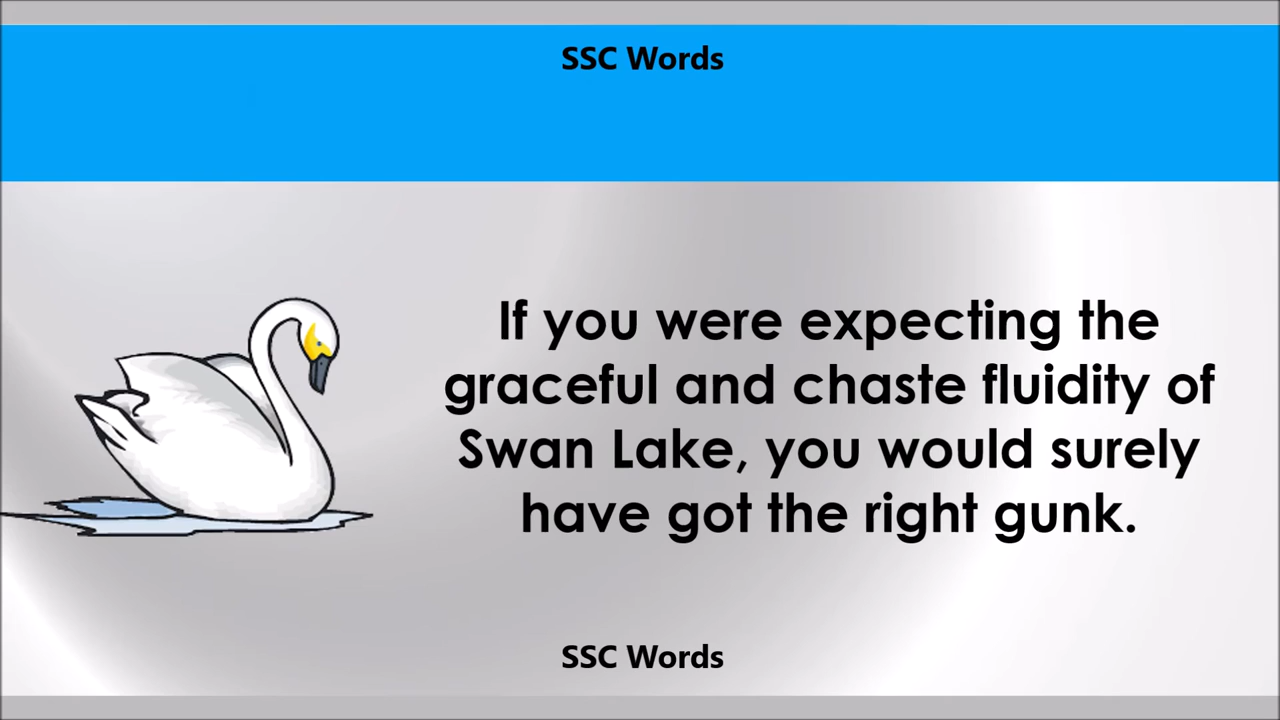 SSC Words
If you were expecting the
graceful and chaste fluidity of
Swan Lake, you would surely
have got the right gunk.
SSC Words